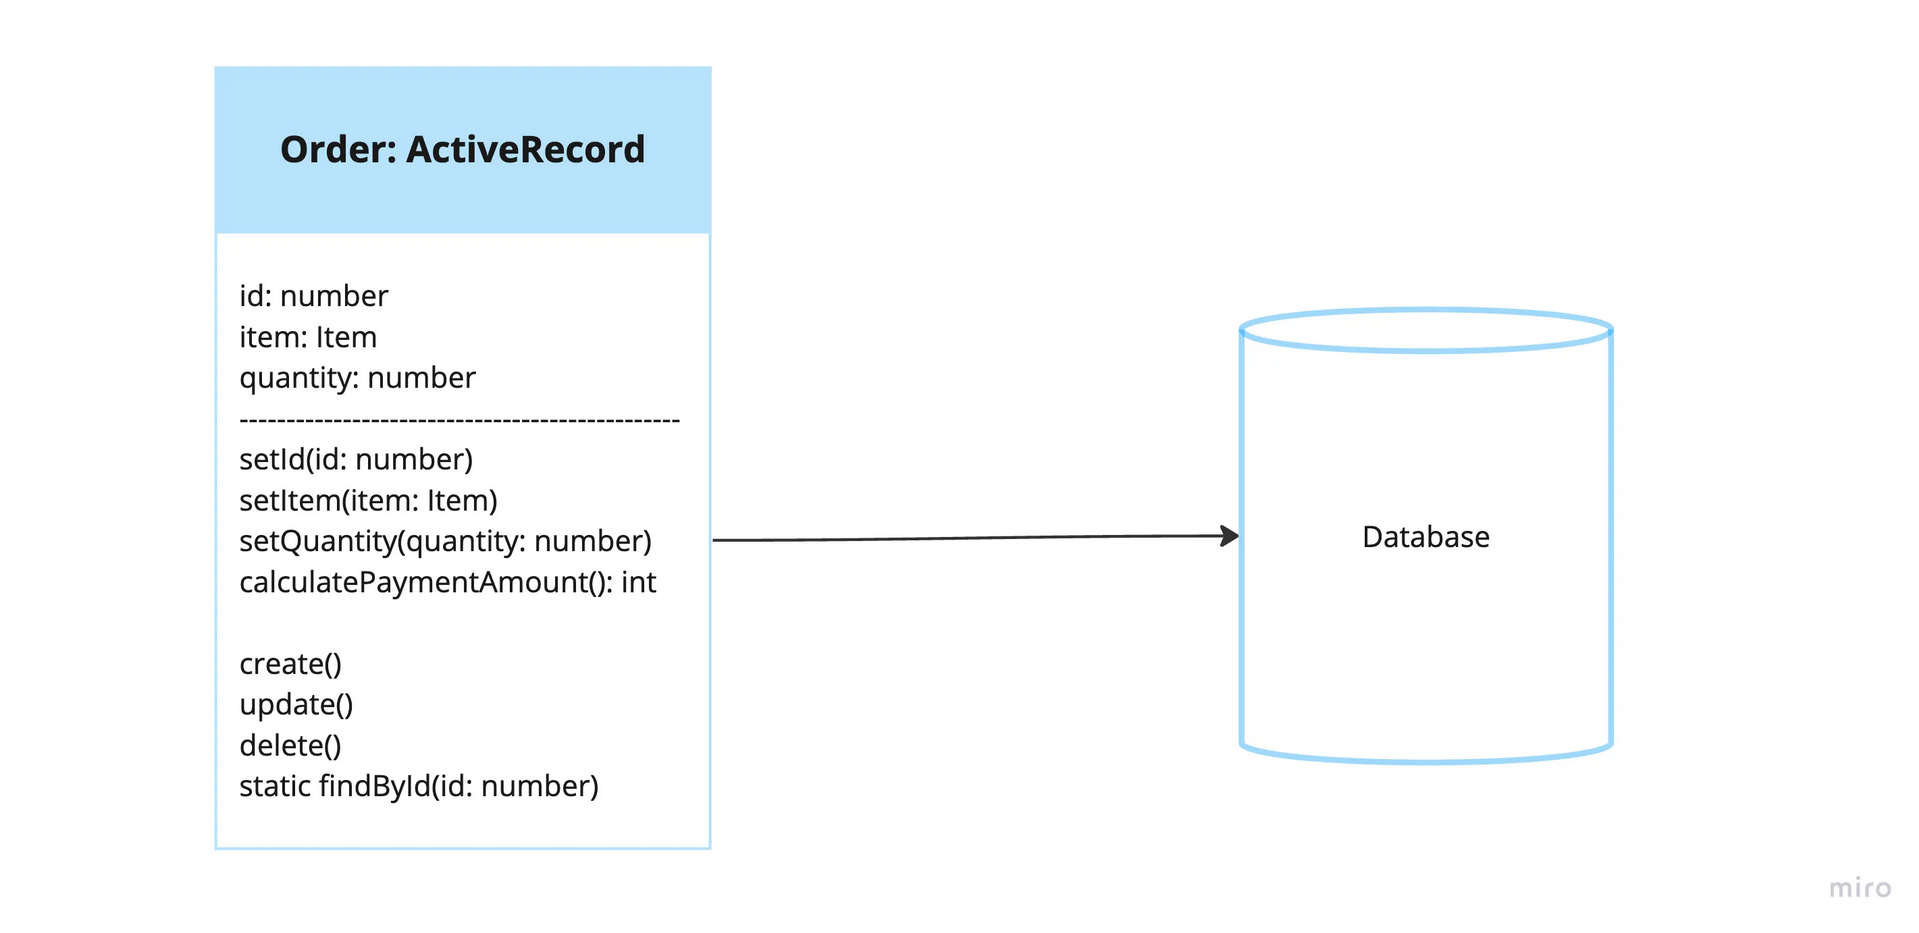 Order: ActiveRecord
id: number
item: Item
quantity: number
-----------------------------------------------
setId(id: number)
setItem(item: Item)
setQuantity(quantity: number)
calculatePaymentAmount(): int
create()
update()
delete()
static findById(id: number)
Database
miro